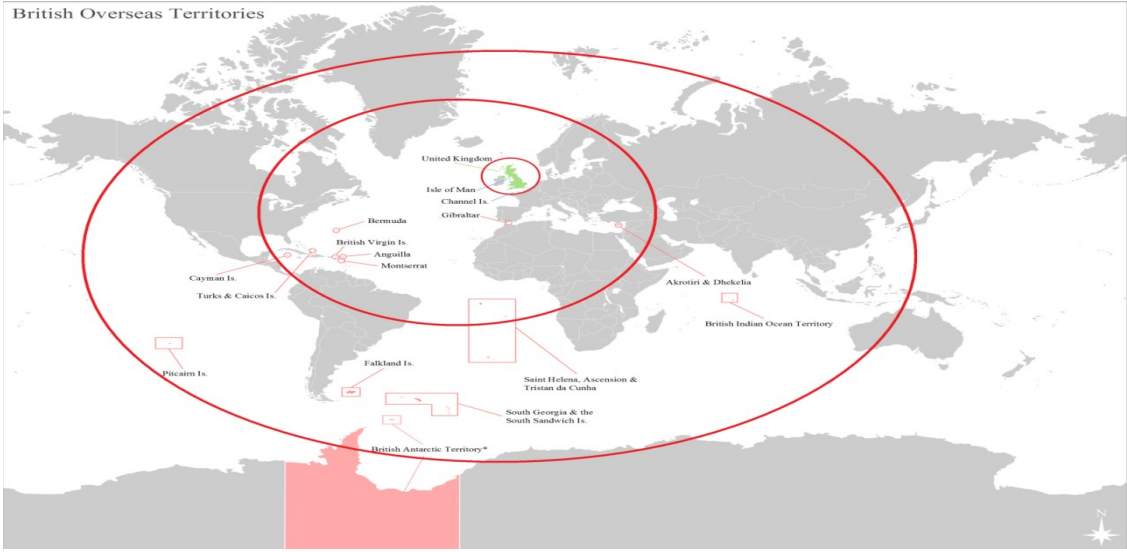 British Overseas Territories
United Kingdom
Isle of Man
Channel Is.
Gibraltar
Bermuda
British Virgin Is.
Anguilla
Montserrat
Cayman Is.
Turks & Caicos Is.
Akrotiri & Dhekelia
British Indian Ocean Territory
Pitcairn Is.
Falkland Is.
Saint Helena, Ascension &
Tristan da Cunha
South Georgia & the
South Sandwich Is.
British Antarctic Territory*
N